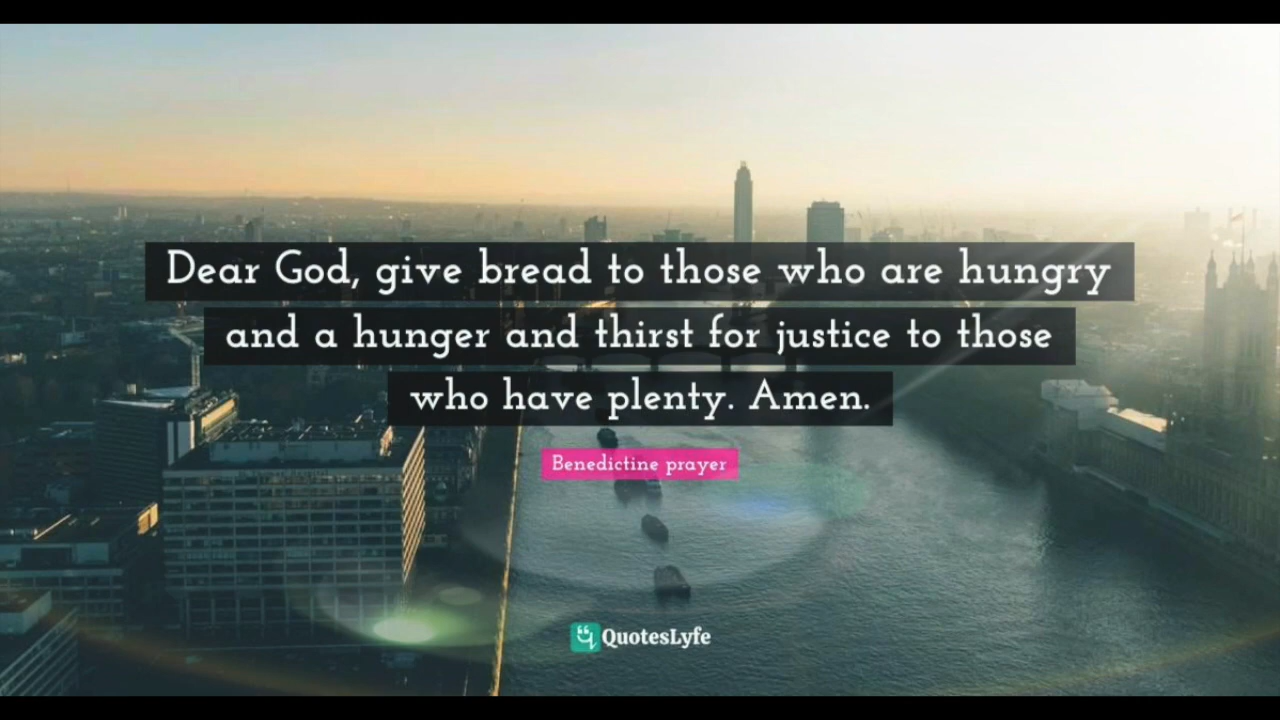 Dear God, give bread to those who are hungry
and a hunger and thirst for justice to those
who have plenty. Amen.
Benedictine prayer
QuotesLyfe